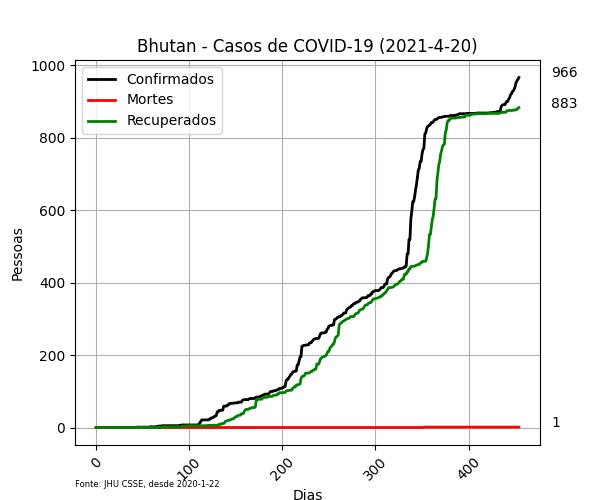 Bhutan - Casos de COVID-19 (2021-4-20)
Confirmados
Mortes
Recuperados
966
883
1
1000
800
600
400
200
0
Pessoas
0
100
200
300
400
Dias
Fonte: JHU CSSE, desde 2020-1-22